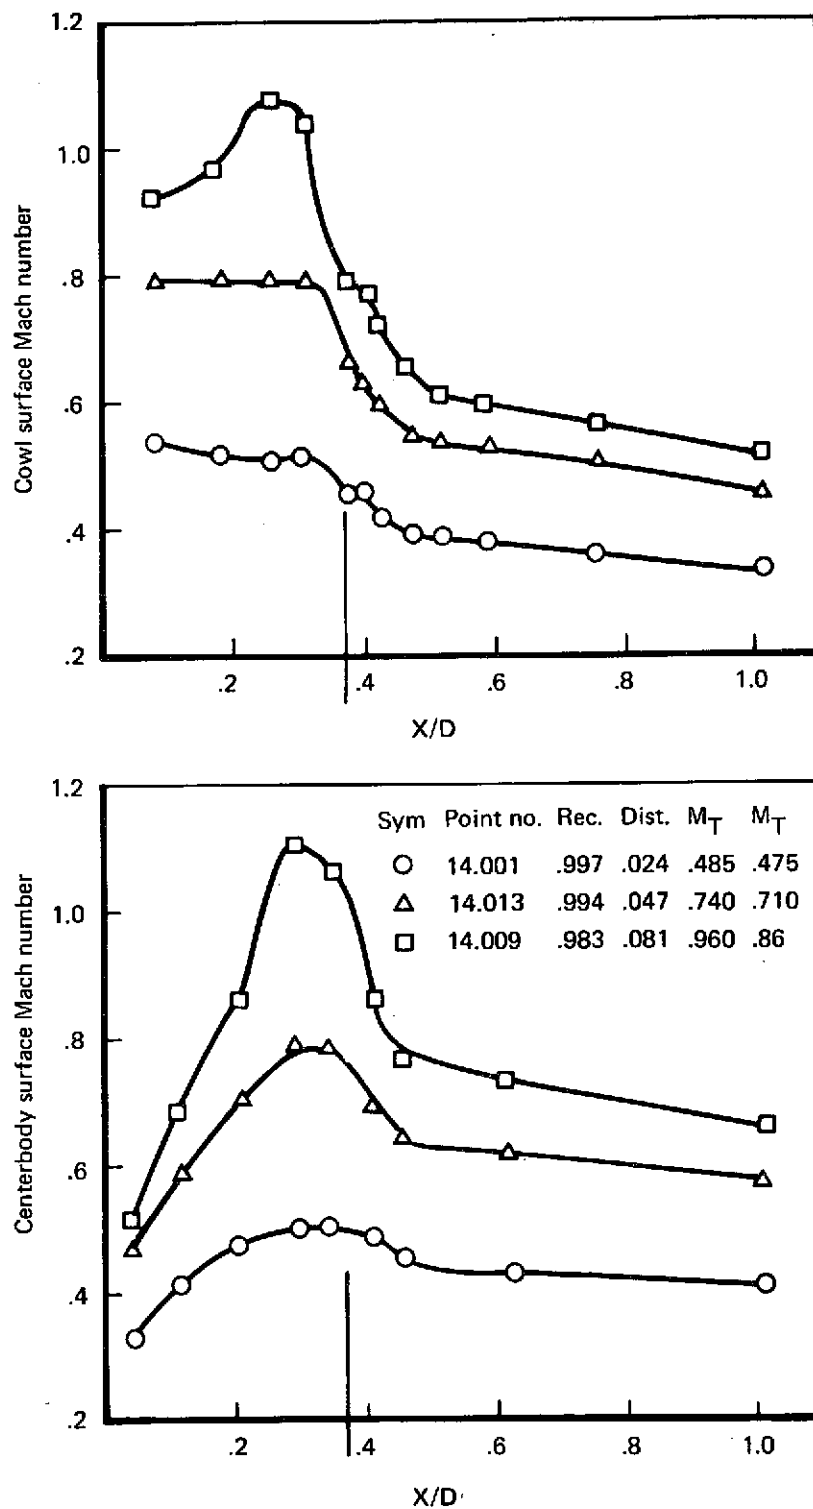 1.2
1.0
.8
.6
.4
.2
Cowl surface Mach number
.2 .4 .6 .8 1.0
X/D
1.2
1.0
.8
.6
.4
.2
Centerbody surface Mach number
Sym Point no. Rec. Dist. MT MT
14.001 .997 .024 .485 .475
14.013 .994 .047 .740 .710
14.009 .983 .081 .960 .86
.2 .4 .6 .8 1.0
X/D